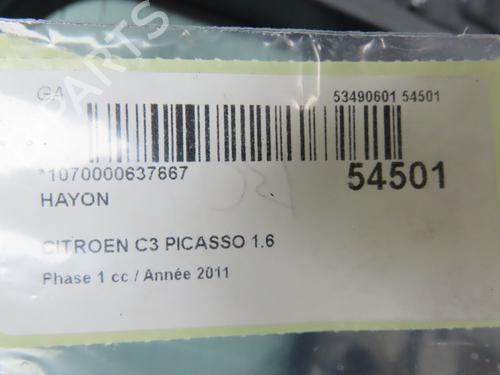 GA 53490601 54501
*1070000637667 54501
HAYON
CITROEN C3 PICASSO 1.6
Phase 1 cc / Année 2011